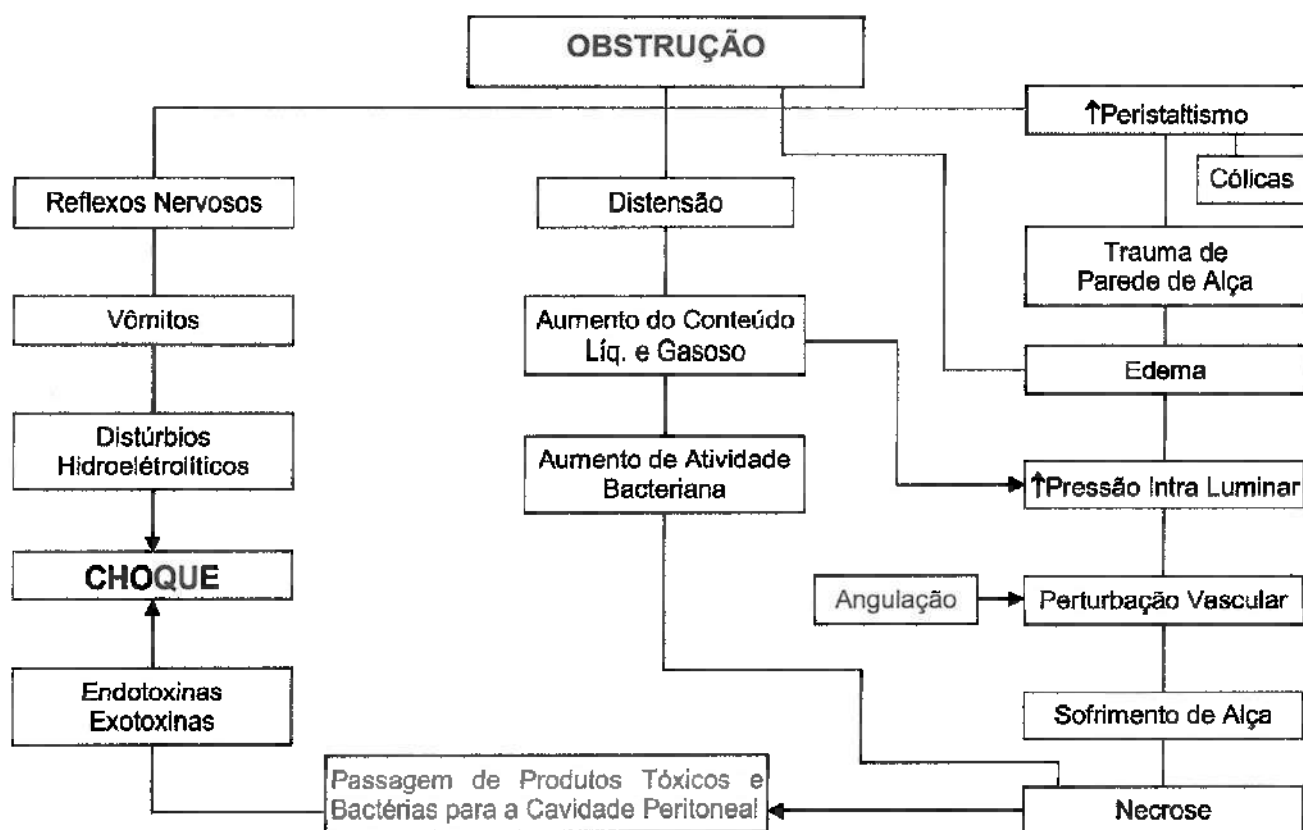 OBSTRUÇÃO
↑Peristaltismo
Cólicas
Reflexos Nervosos
Distensão
Trauma de
Parede de Alça
Vômitos
Aumento do Conteúdo
Líq. e Gasoso
Edema
Distúrbios
Hidroelétrolíticos
Aumento de Atividade
Bacteriana
↑Pressão Intra Luminar
CHOQUE
Angulação
Perturbação Vascular
Endotoxinas
Exotoxinas
Sofrimento de Alça
Passagem de Produtos Tóxicos e
Bactérias para a Cavidade Peritoneal
Necrose